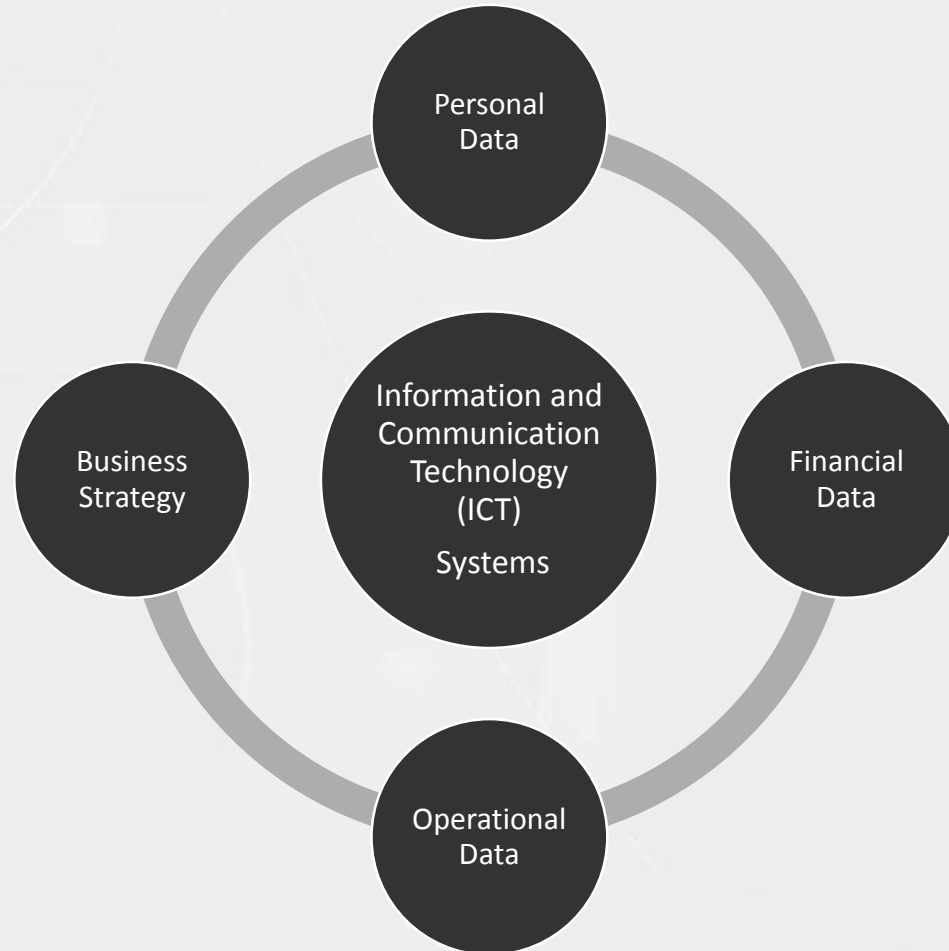 Personal
Data
Information and
Communication
Technology
(ICT)
Systems
Business
Strategy
Financial
Data
Operational
Data